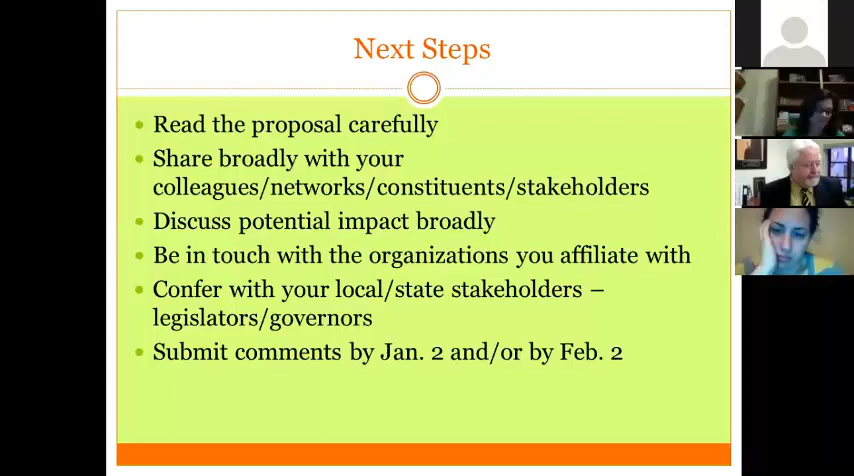 Next Steps
Read the proposal carefully
Share broadly with your
colleagues/networks/constituents/stakeholders
Discuss potential impact broadly
Be in touch with the organizations you affiliate with
Confer with your local/state stakeholders –
legislators/governors
Submit comments by Jan. 2 and/or by Feb. 2